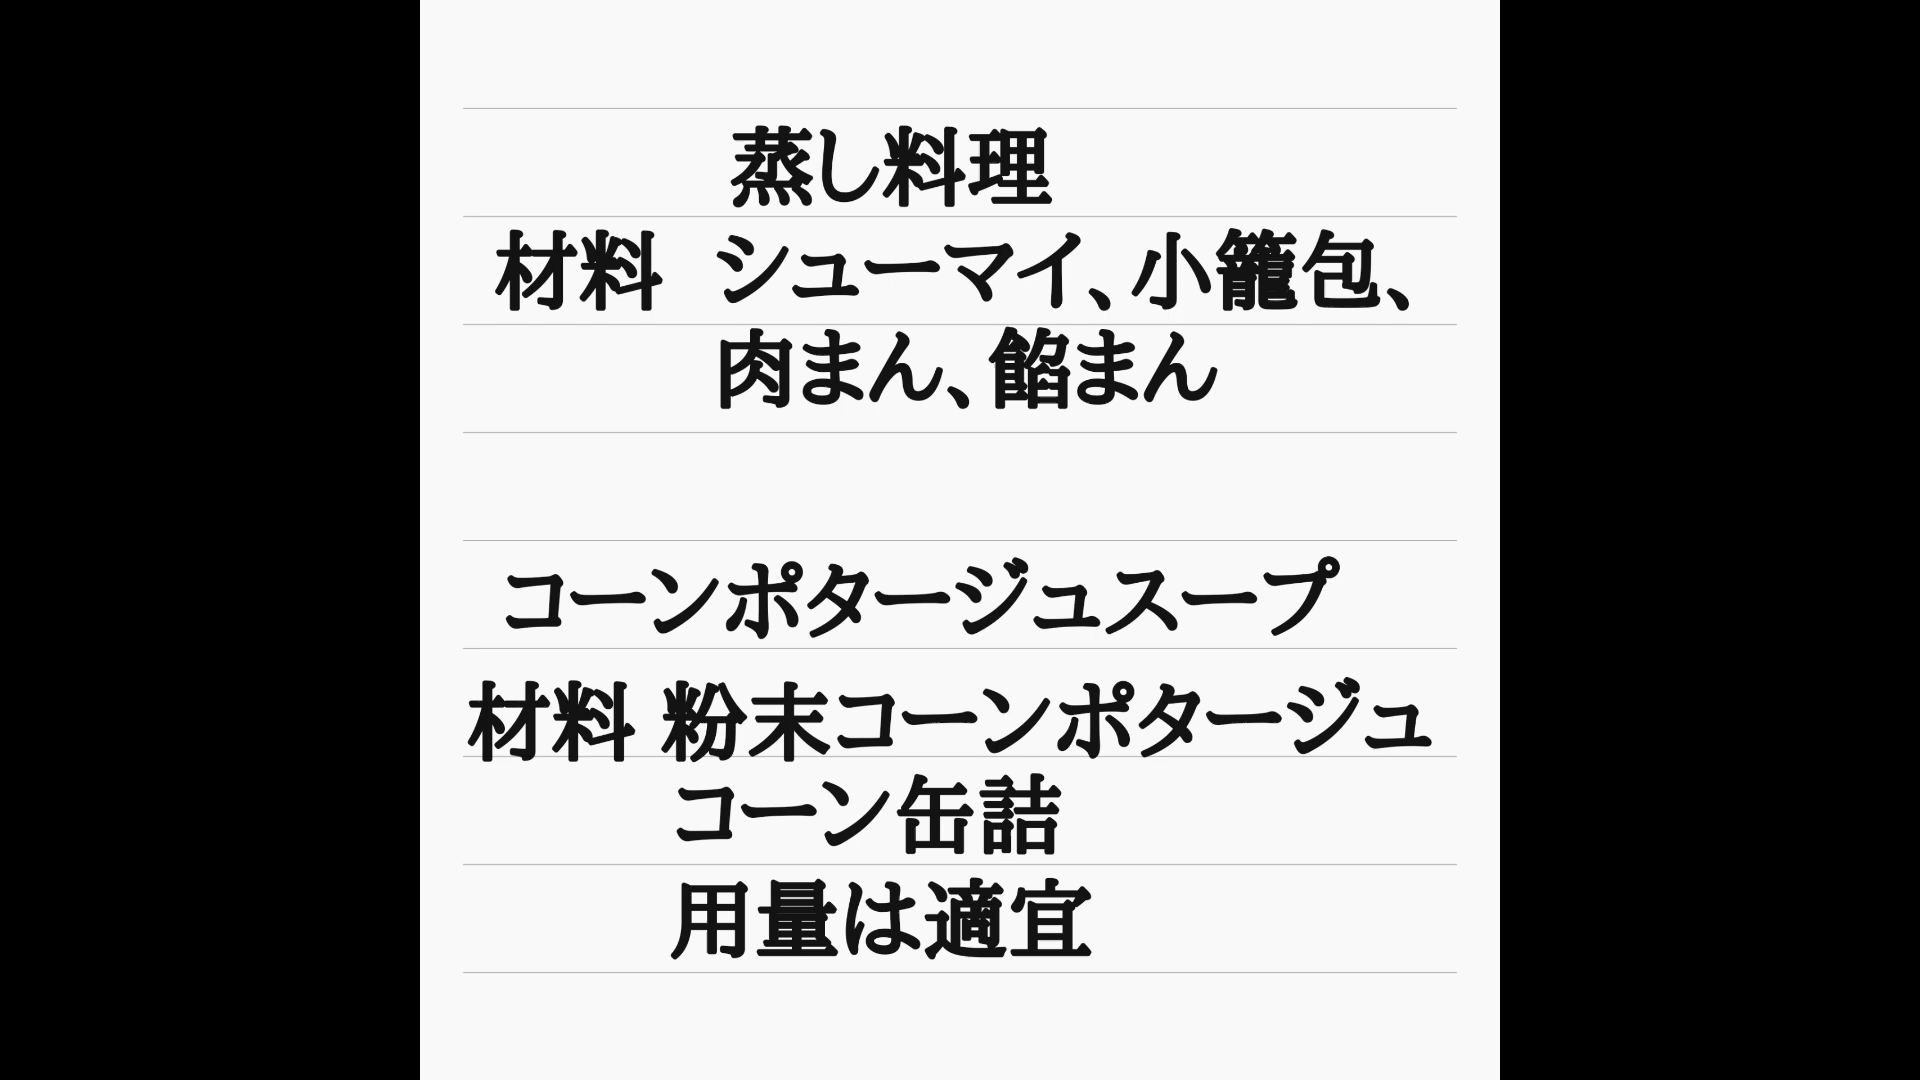 蒸し料理
材料　シューマイ、小籠包、
肉まん、餡まん
コーンポタージュスープ
材料 粉末コーンポタージュ
コーン缶詰
用量は適宜